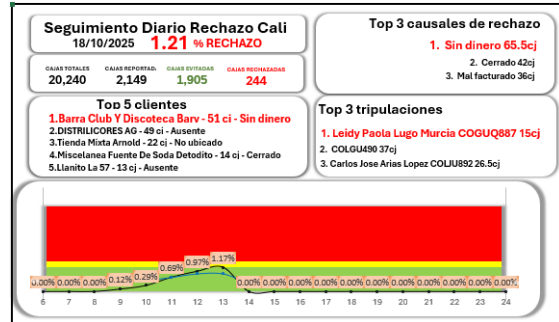 Seguimiento Diario Rechazo Cali
18/10/2025 1.21 % RECHAZO
CAJAS TOTALES CAJAS REPORTAD. CAJAS EVITADAS CAJAS RECHAZADAS
20,240 2,149 1,905 244
Top 5 clientes
1.Barra Club Y Discoteca Barv - 51 cj - Sin dinero
2.DISTRILICORES AG - 49 cj - Ausente
3.Tienda Mixta Arnold - 22 cj - No ubicado
4.Miscelanea Fuente De Soda Detodito - 14 cj - Cerrado
5.Llanito La 57 - 13 cj - Ausente
Top 3 causales de rechazo
1. Sin dinero 65.5cj
2. Cerrado 42cj
3. Mal facturado 36cj
Top 3 tripulaciones
1. Leidy Paola Lugo Murcia COGUQ887 15cj
2. COLGU490 37cj
3. Carlos Jose Arias Lopez COLJU892 26.5cj
0.00% 0.00% 0.00% 0.12% 0.29% 0.69% 0.97% 1.17% 0.00% 0.00% 0.00% 0.00% 0.00% 0.00% 0.00% 0.00% 0.00% 0.00% 0.00%
6 7 8 9 10 11 12 13 14 15 16 17 18 19 20 21 22 23 24